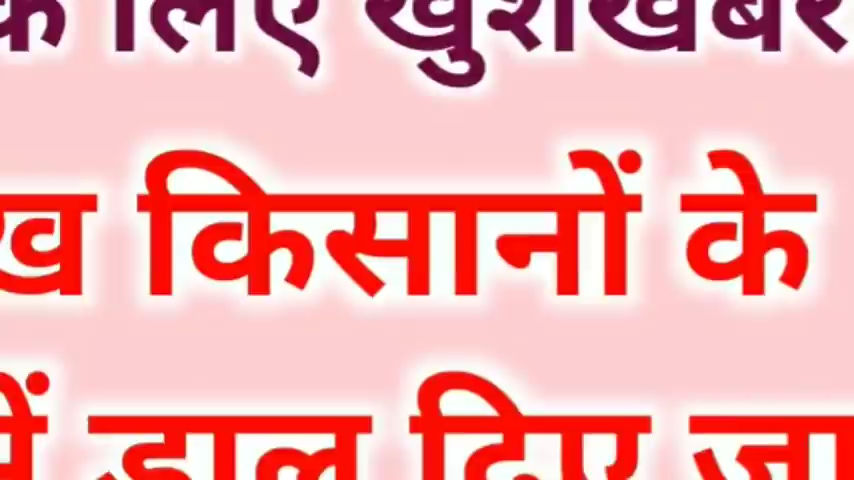 के लिए खुशखबर
ख किसानों के
में डाल दिए जा